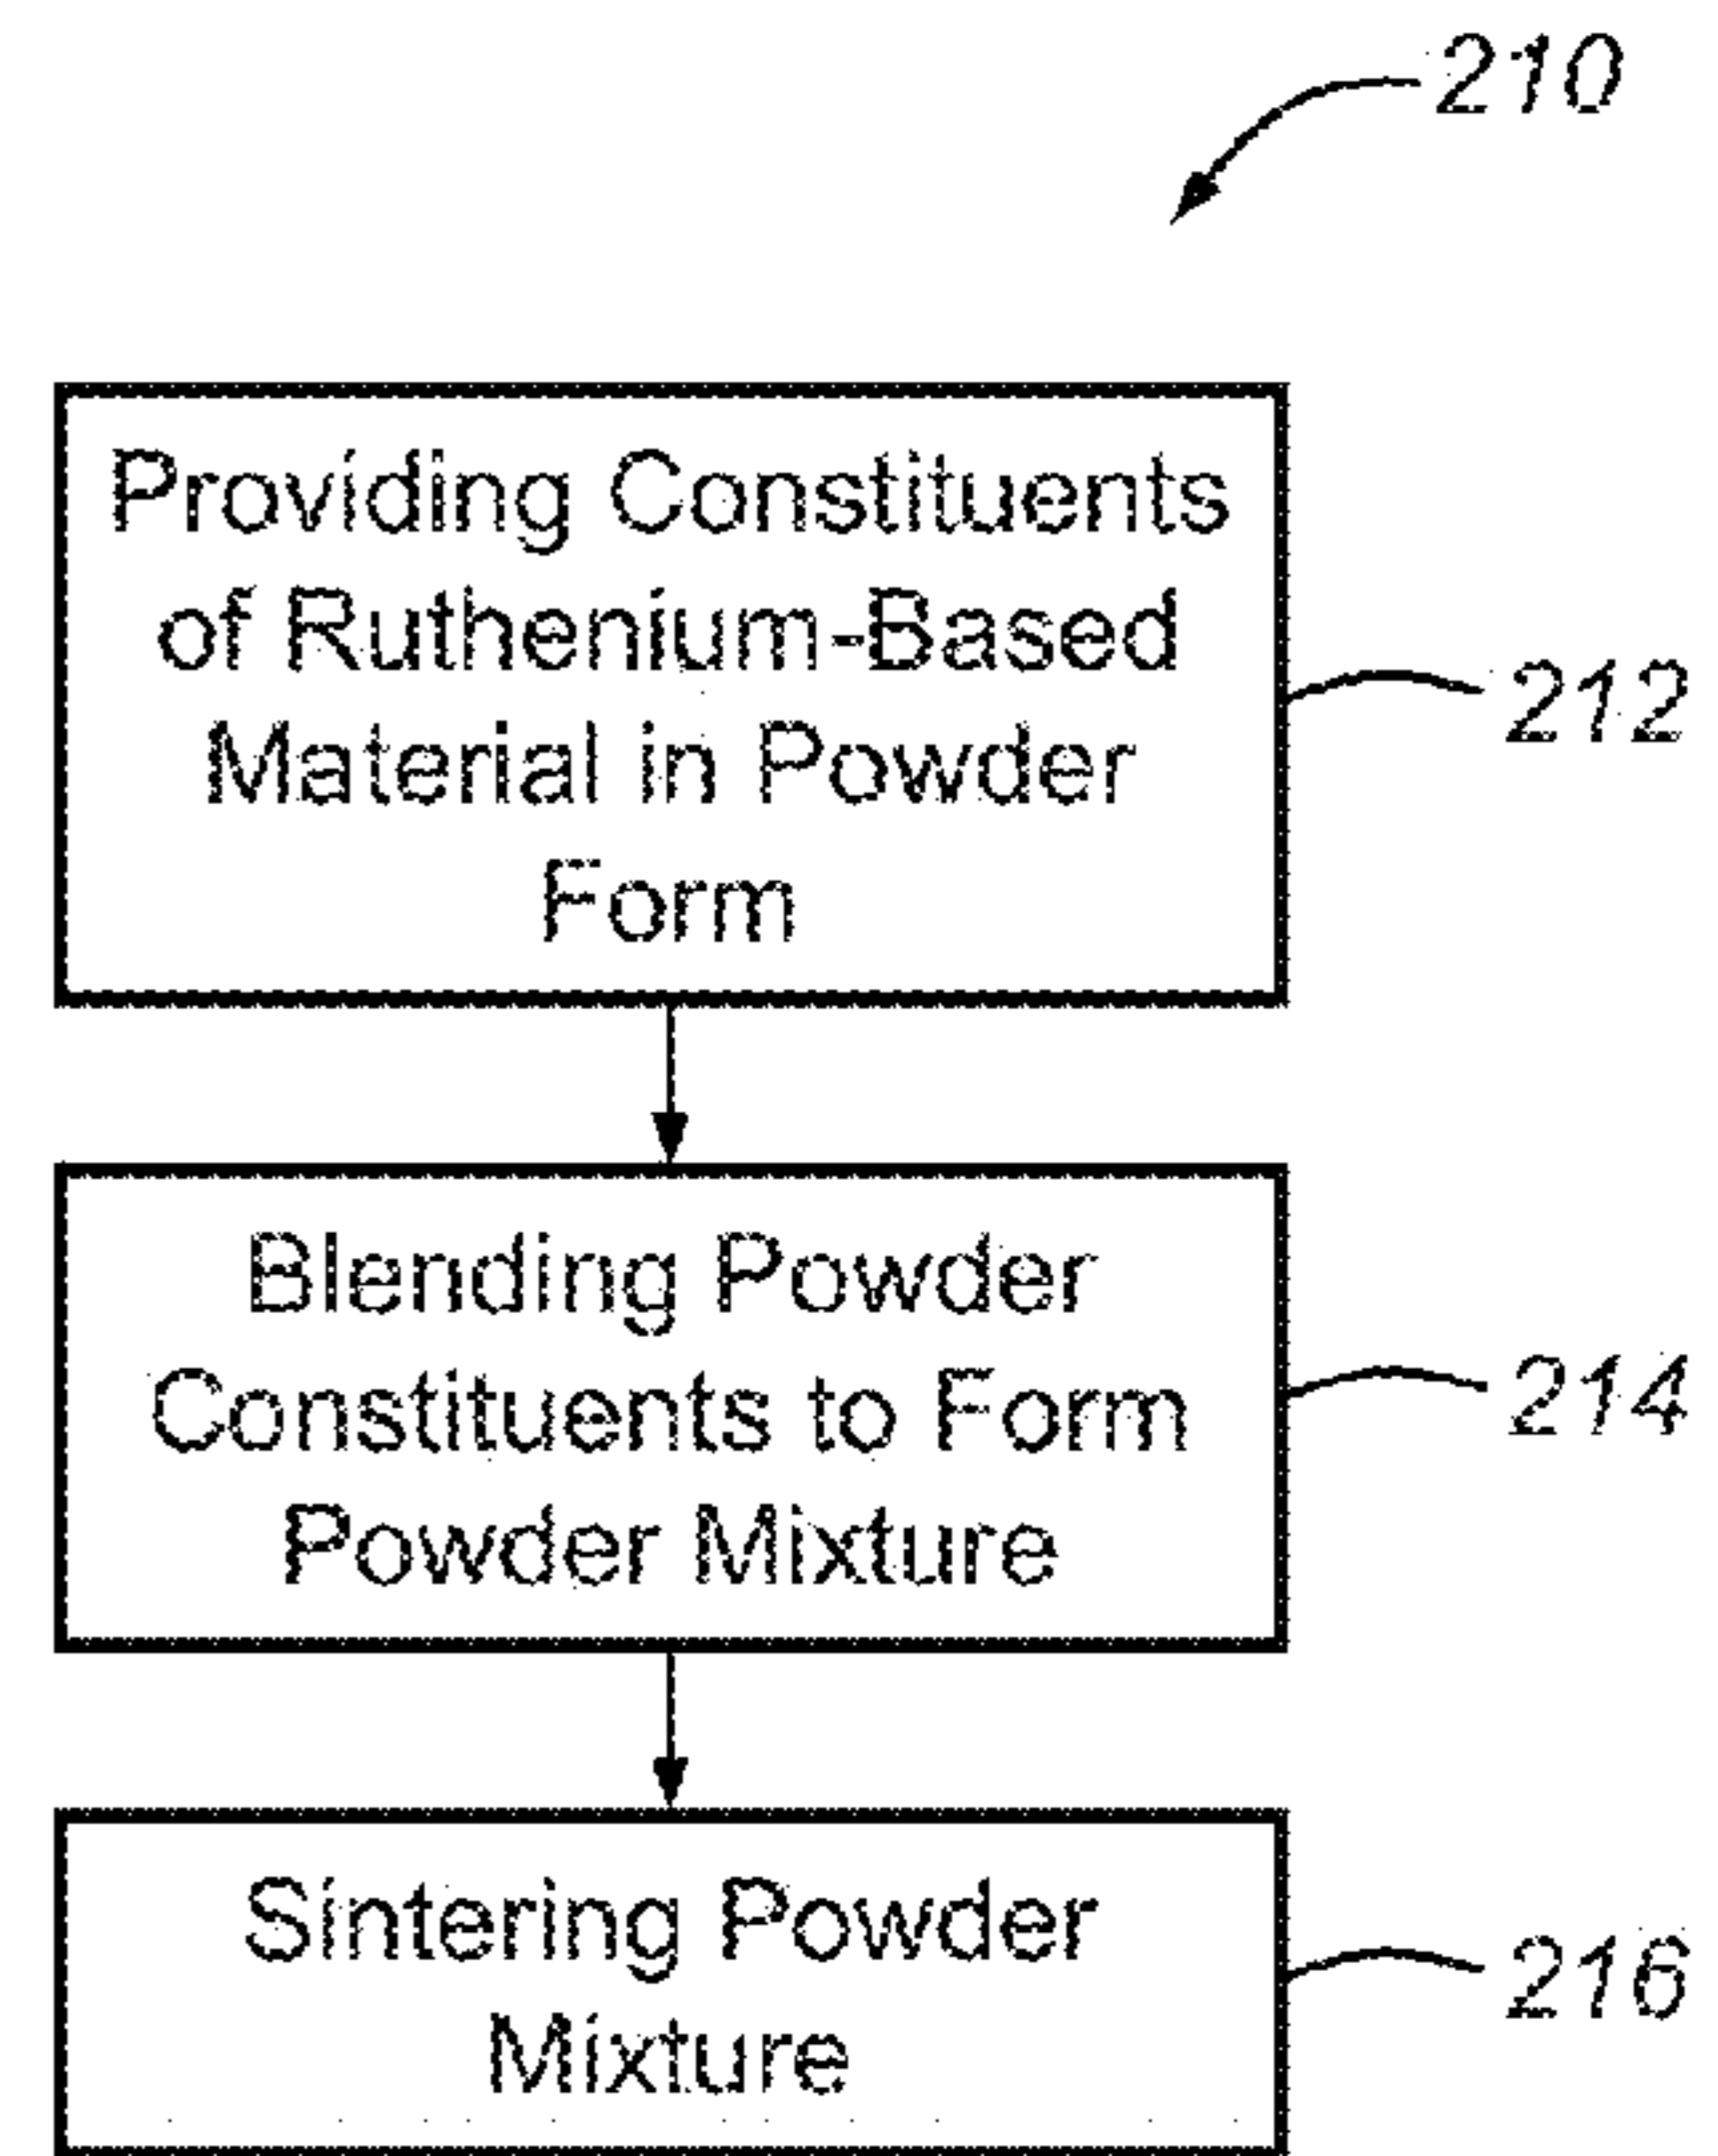 210
Providing Constituents
of Ruthenium-Based
Material in Powder
Form
212
Blending Powder
Constituents to Form
Powder Mixture
214
Sintering Powder
Mixture
216